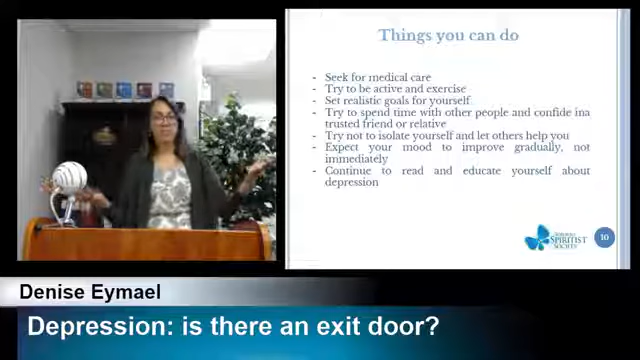 Things you can do
- Seek for medical care
- Try to be active and exercise
- Set realistic goals for yourself
- Try to spend time with other people and confide ina
trusted friend or relative
- Try not to isolate yourself and let others help you
- Expect your mood to improve gradually, not
immediately
- Continue to read and educate yourself about
depression
SPIRITIST
SOCIETY
10
Denise Eymael
Depression: is there an exit door?